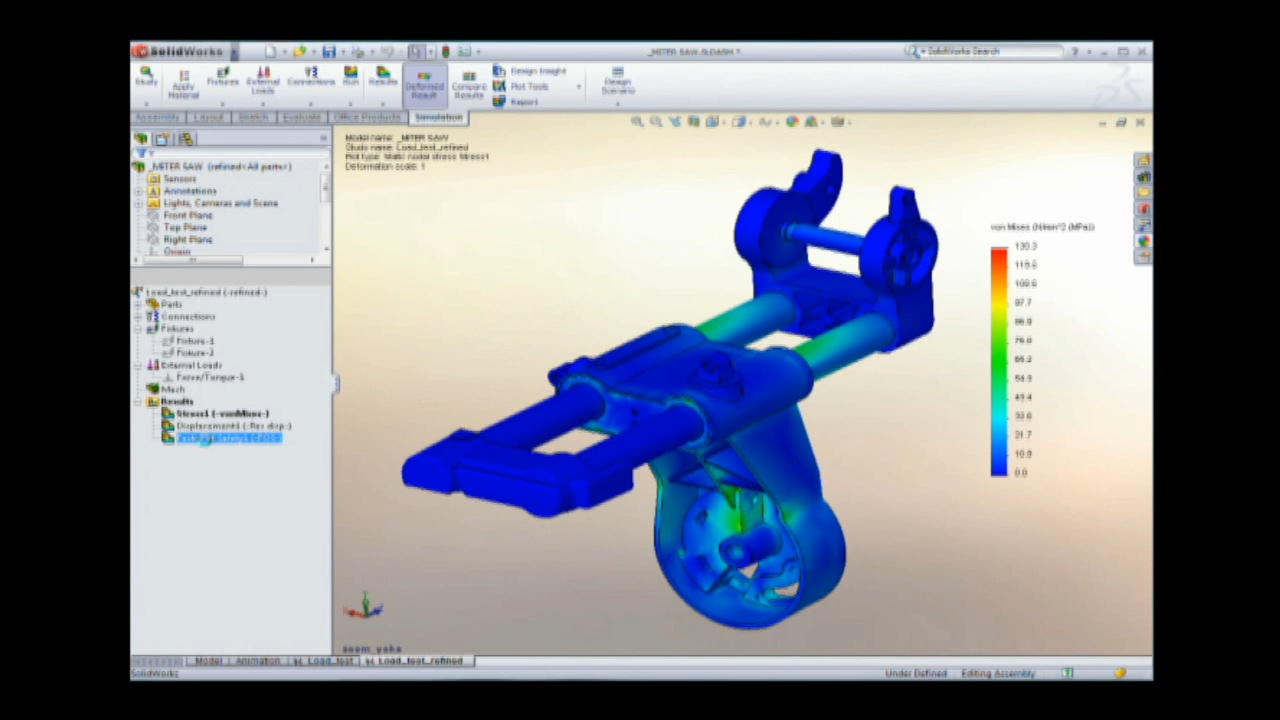 SolidWorks
_MITER SAW.SLDASM *
SolidWorks Search
Study
Apply Material
Fixtures
External Loads
Connections
Run
Results
Deformed Result
Compare Results
Design Insight
Plot Tools
Report
Design Scenario
Assembly Layout Sketch Evaluate Office Products Simulation
Model name: _MITER SAW
Study name: Load_test_refined
Plot type: Static nodal stress Stress1
Deformation scale: 1
_MITER SAW (refined<All parts>)
Sensors
Annotations
Lights, Cameras and Scene
Front Plane
Top Plane
Right Plane
Origin
Load_test_refined (-refined-)
Parts
Connections
Fixtures
Fixture-1
Fixture-2
External Loads
Force/Torque-1
Mesh
Results
Stress1 (-vonMises-)
Displacement1 (-Res disp-)
von Mises (N/mm^2 (MPa))
130.3
119.5
108.6
97.7
86.9
76.0
65.2
54.3
43.4
32.6
21.7
10.9
0.0
Model Animation Load_test Load_test_refined
SolidWorks
Under Defined Editing Assembly